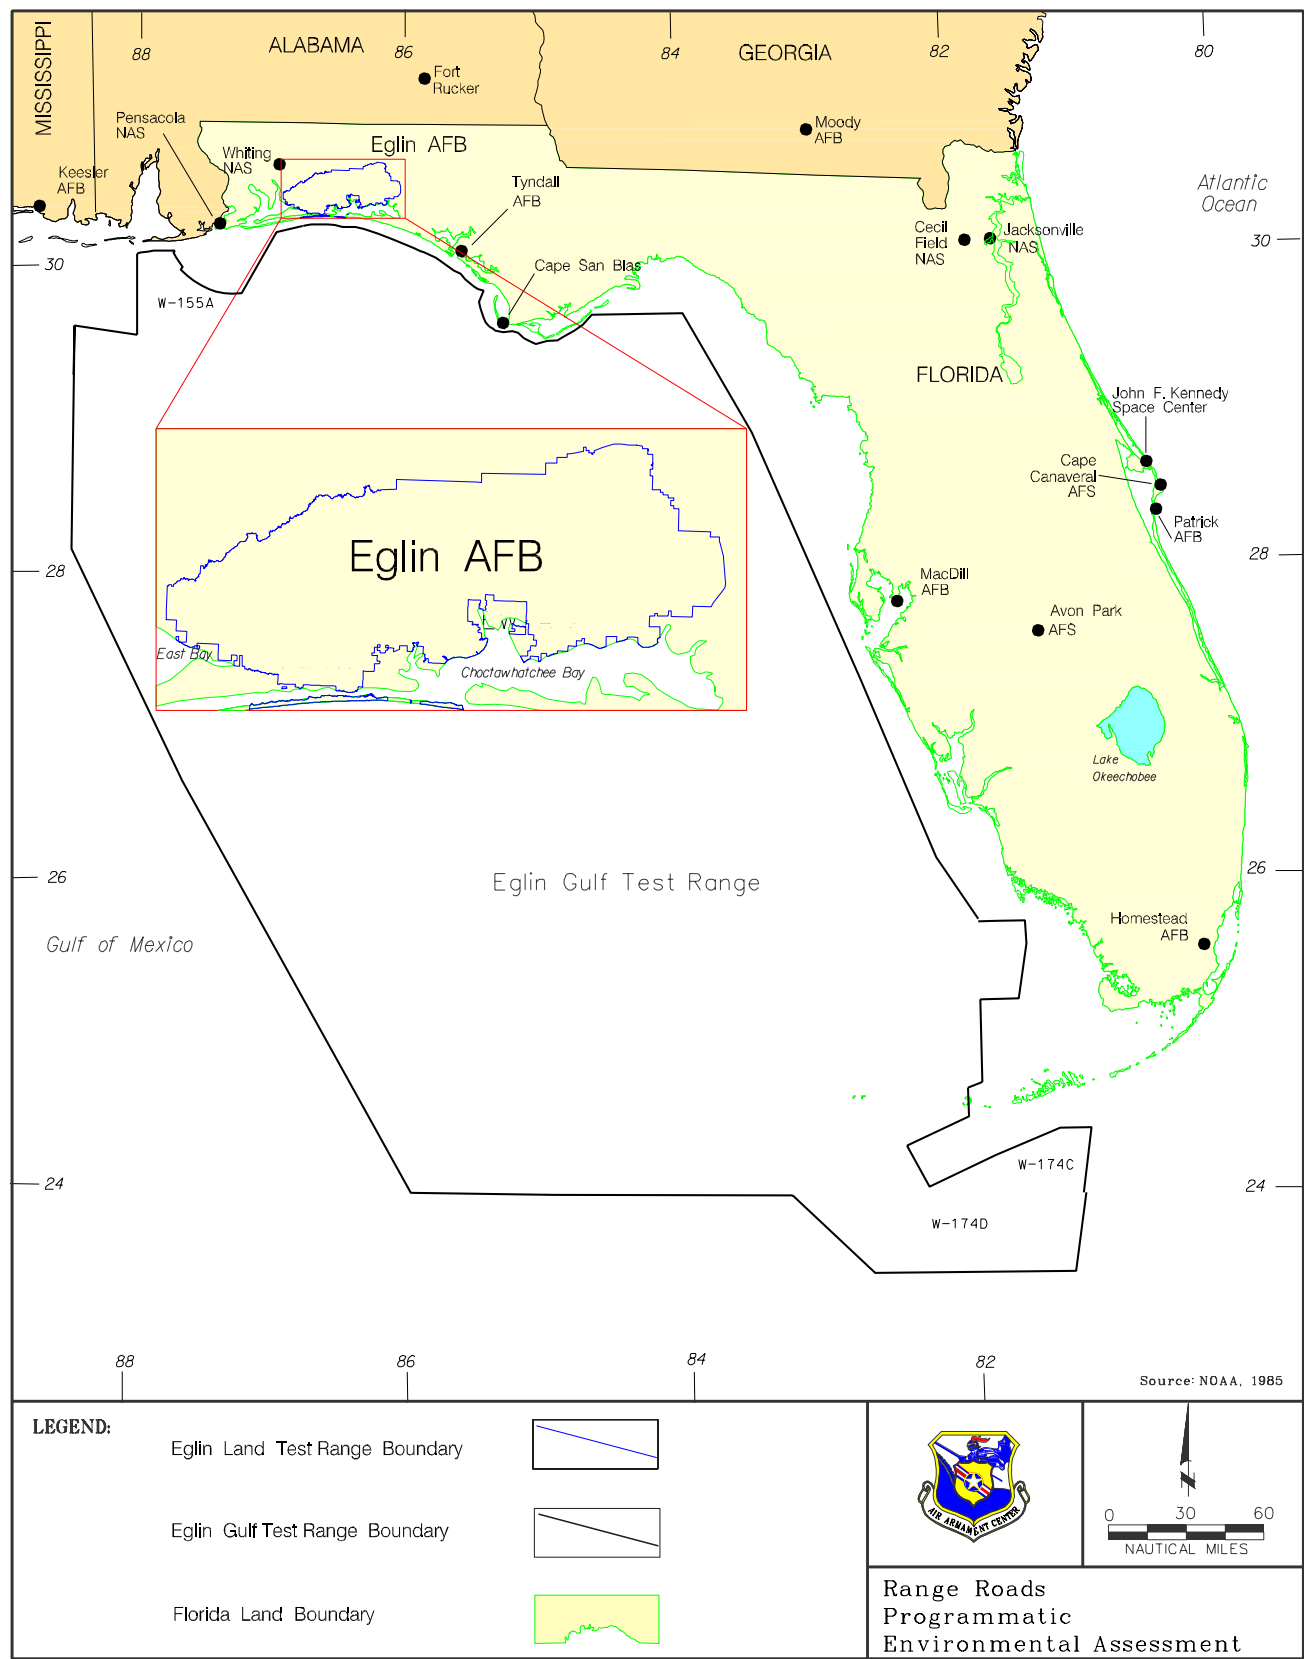 MISSISSIPPI
88
ALABAMA
86
84
GEORGIA
82
80
Fort
Rucker
Pensacola
NAS
Eglin AFB
Moody
AFB
Whiting
NAS
Keesler
AFB
Tyndall
AFB
Atlantic
Ocean
Cecil
Field
NAS
Jacksonville
NAS
30
30
Cape San Blas
W-155A
FLORIDA
John F. Kennedy
Space Center
Cape
Canaveral
AFS
Patrick
AFB
Eglin AFB
28
28
MacDill
AFB
Avon Park
AFS
East Bay
Choctawhatchee Bay
Lake
Okeechobee
26
26
Eglin Gulf Test Range
Gulf of Mexico
Homestead
AFB
W-174C
24
24
W-174D
88
86
84
82
Source: NOAA, 1985
LEGEND:
Eglin Land Test Range Boundary
Eglin Gulf Test Range Boundary
Florida Land Boundary
AIR ARMAMENT CENTER
N
0 30 60
NAUTICAL MILES
Range Roads
Programmatic
Environmental Assessment